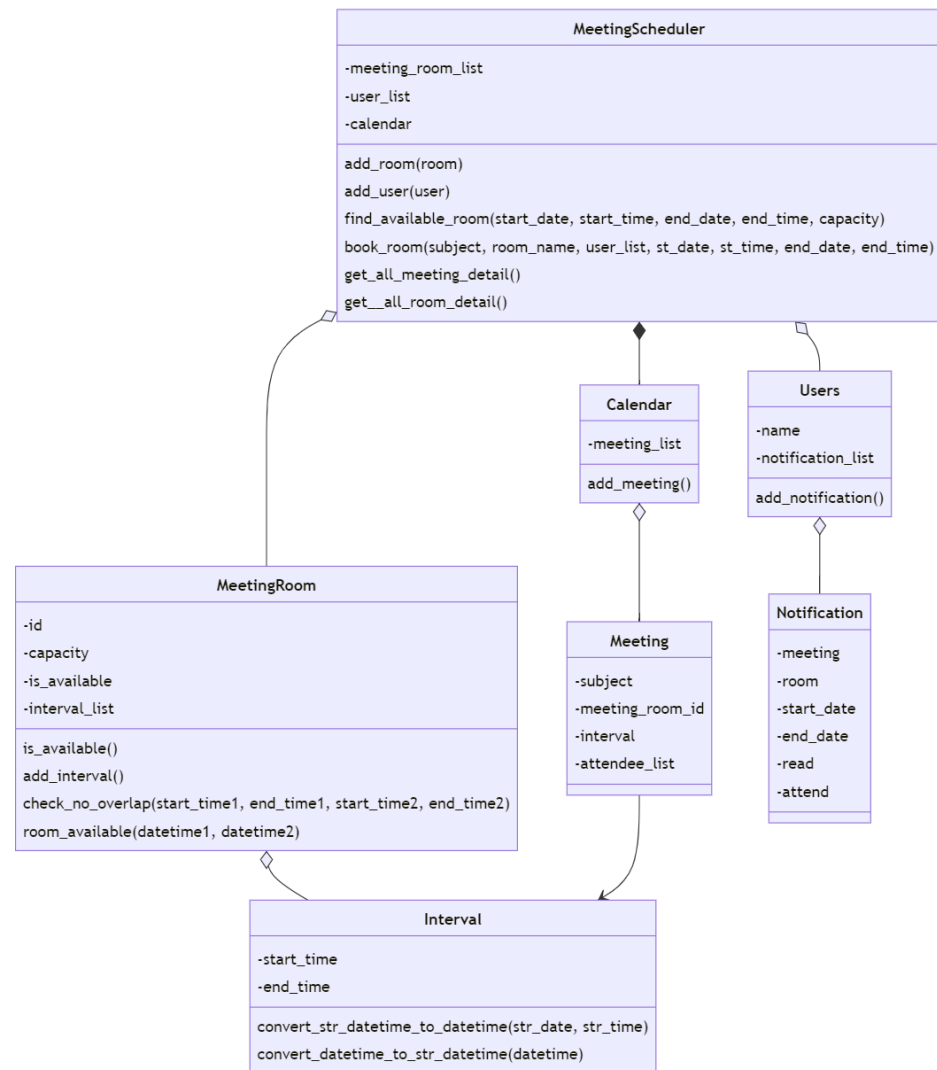 MeetingScheduler
-meeting_room_list
-user_list
-calendar
add_room(room)
add_user(user)
find_available_room(start_date, start_time, end_date, end_time, capacity)
book_room(subject, room_name, user_list, st_date, st_time, end_date, end_time)
get_all_meeting_detail()
get__all_room_detail()
Calendar
-meeting_list
add_meeting()
Users
-name
-notification_list
add_notification()
MeetingRoom
-id
-capacity
-is_available
-interval_list
is_available()
add_interval()
check_no_overlap(start_time1, end_time1, start_time2, end_time2)
room_available(datetime1, datetime2)
Meeting
-subject
-meeting_room_id
-interval
-attendee_list
Notification
-meeting
-room
-start_date
-end_date
-read
-attend
Interval
-start_time
-end_time
convert_str_datetime_to_datetime(str_date, str_time)
convert_datetime_to_str_datetime(datetime)